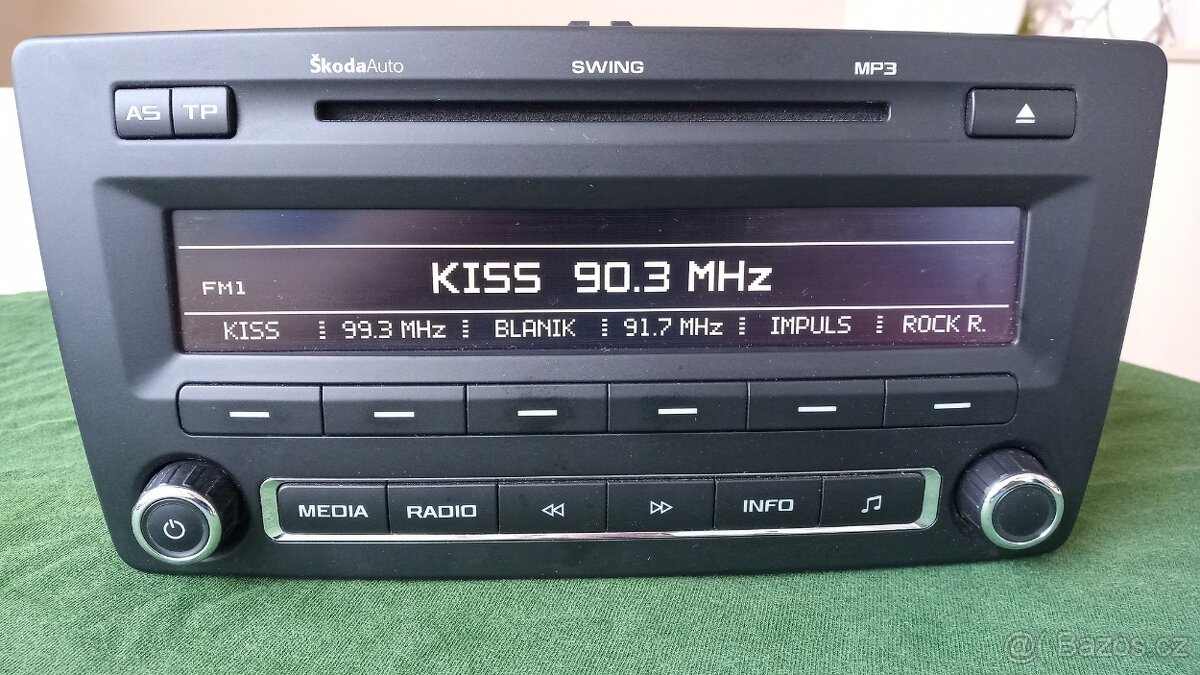 ŠkodaAuto SWING MP3
AS TP
KISS 90.3 MHz
FM1
KISS 99.3 MHz BLANIK 91.7 MHz IMPULS ROCK R.
MEDIA RADIO INFO
@( Bazos.cz